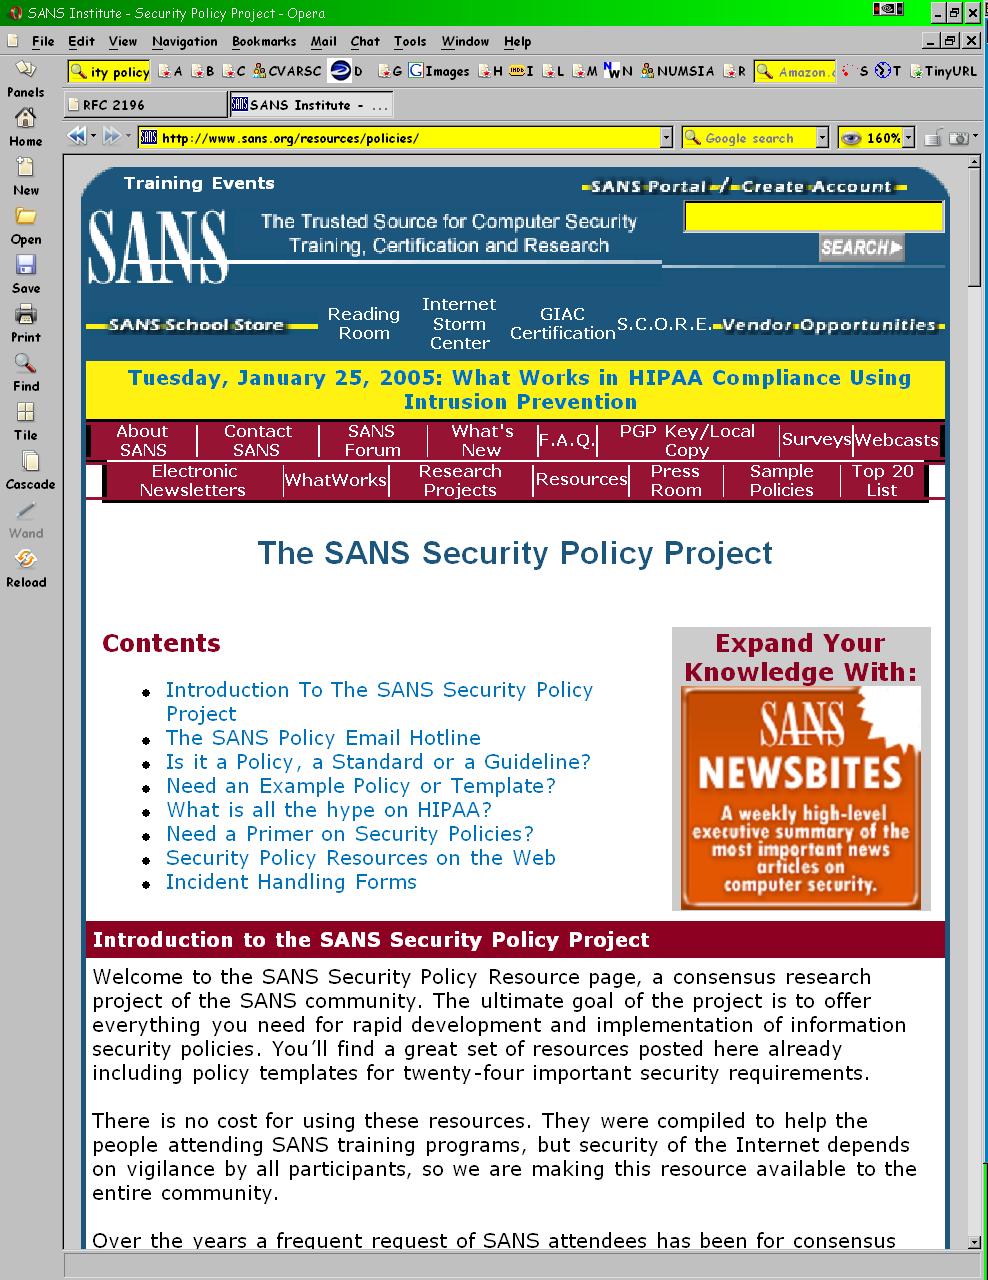 SANS Institute - Security Policy Project - Opera
File Edit View Navigation Bookmarks Mail Chat Tools Window Help
ity policy A B C CVARSC D G Images H I L M N NUMSIA R Amazon.c S T TinyURL
Panels
RFC 2196 SANS Institute - ...
Home
http://www.sans.org/resources/policies/ Google search 160%
New
Open
Save
Print
Find
Tile
Cascade
Wand
Reload
Training Events SANS Portal / Create Account
SANS
The Trusted Source for Computer Security
Training, Certification and Research
SEARCH
SANS School Store
Reading
Room
Internet
Storm
Center
GIAC
Certification
S.C.O.R.E.
Vendor Opportunities
Tuesday, January 25, 2005: What Works in HIPAA Compliance Using
Intrusion Prevention
About
SANS
Contact
SANS
SANS
Forum
What's
New
F.A.Q.
PGP Key/Local
Copy
Surveys
Webcasts
Electronic
Newsletters
WhatWorks
Research
Projects
Resources
Press
Room
Sample
Policies
Top 20
List
The SANS Security Policy Project
Contents
Introduction To The SANS Security Policy
Project
The SANS Policy Email Hotline
Is it a Policy, a Standard or a Guideline?
Need an Example Policy or Template?
What is all the hype on HIPAA?
Need a Primer on Security Policies?
Security Policy Resources on the Web
Incident Handling Forms
Expand Your
Knowledge With:
SANS
NEWSBITES
A weekly high-level
executive summary of the
most important news
articles on
computer security.
Introduction to the SANS Security Policy Project
Welcome to the SANS Security Policy Resource page, a consensus research
project of the SANS community. The ultimate goal of the project is to offer
everything you need for rapid development and implementation of information
security policies. You'll find a great set of resources posted here already
including policy templates for twenty-four important security requirements.
There is no cost for using these resources. They were compiled to help the
people attending SANS training programs, but security of the Internet depends
on vigilance by all participants, so we are making this resource available to the
entire community.
Over the years a frequent request of SANS attendees has been for consensus